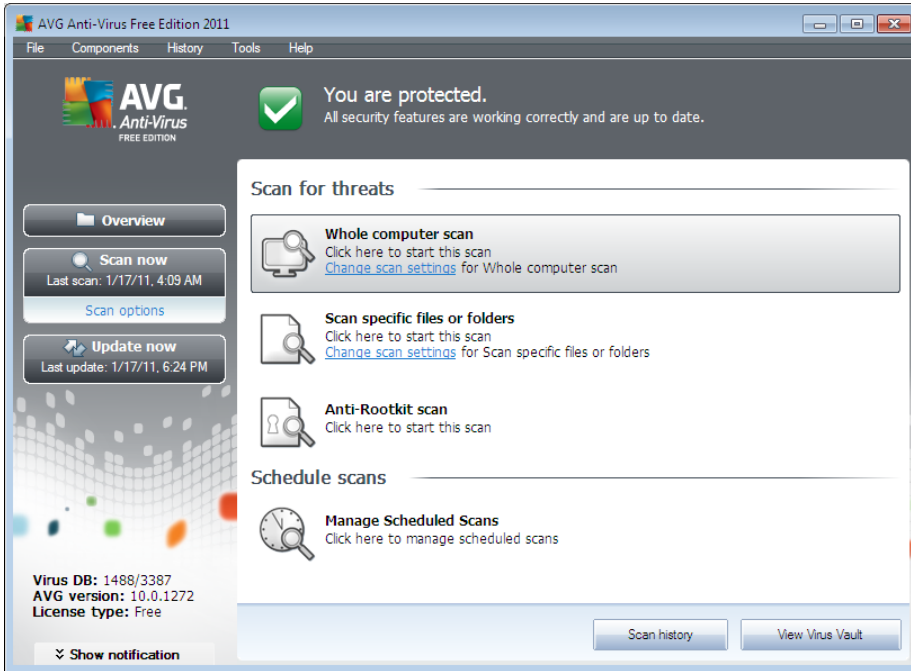 AVG Anti-Virus Free Edition 2011
File Components History Tools Help
AVG.
Anti-Virus
FREE EDITION
You are protected.
All security features are working correctly and are up to date.
Overview
Scan now
Last scan: 1/17/11, 4:09 AM
Scan options
Update now
Last update: 1/17/11, 6:24 PM
Virus DB: 1488/3387
AVG version: 10.0.1272
License type: Free
Show notification
Scan for threats
Whole computer scan
Click here to start this scan
Change scan settings for Whole computer scan
Scan specific files or folders
Click here to start this scan
Change scan settings for Scan specific files or folders
Anti-Rootkit scan
Click here to start this scan
Schedule scans
Manage Scheduled Scans
Click here to manage scheduled scans
Scan history
View Virus Vault